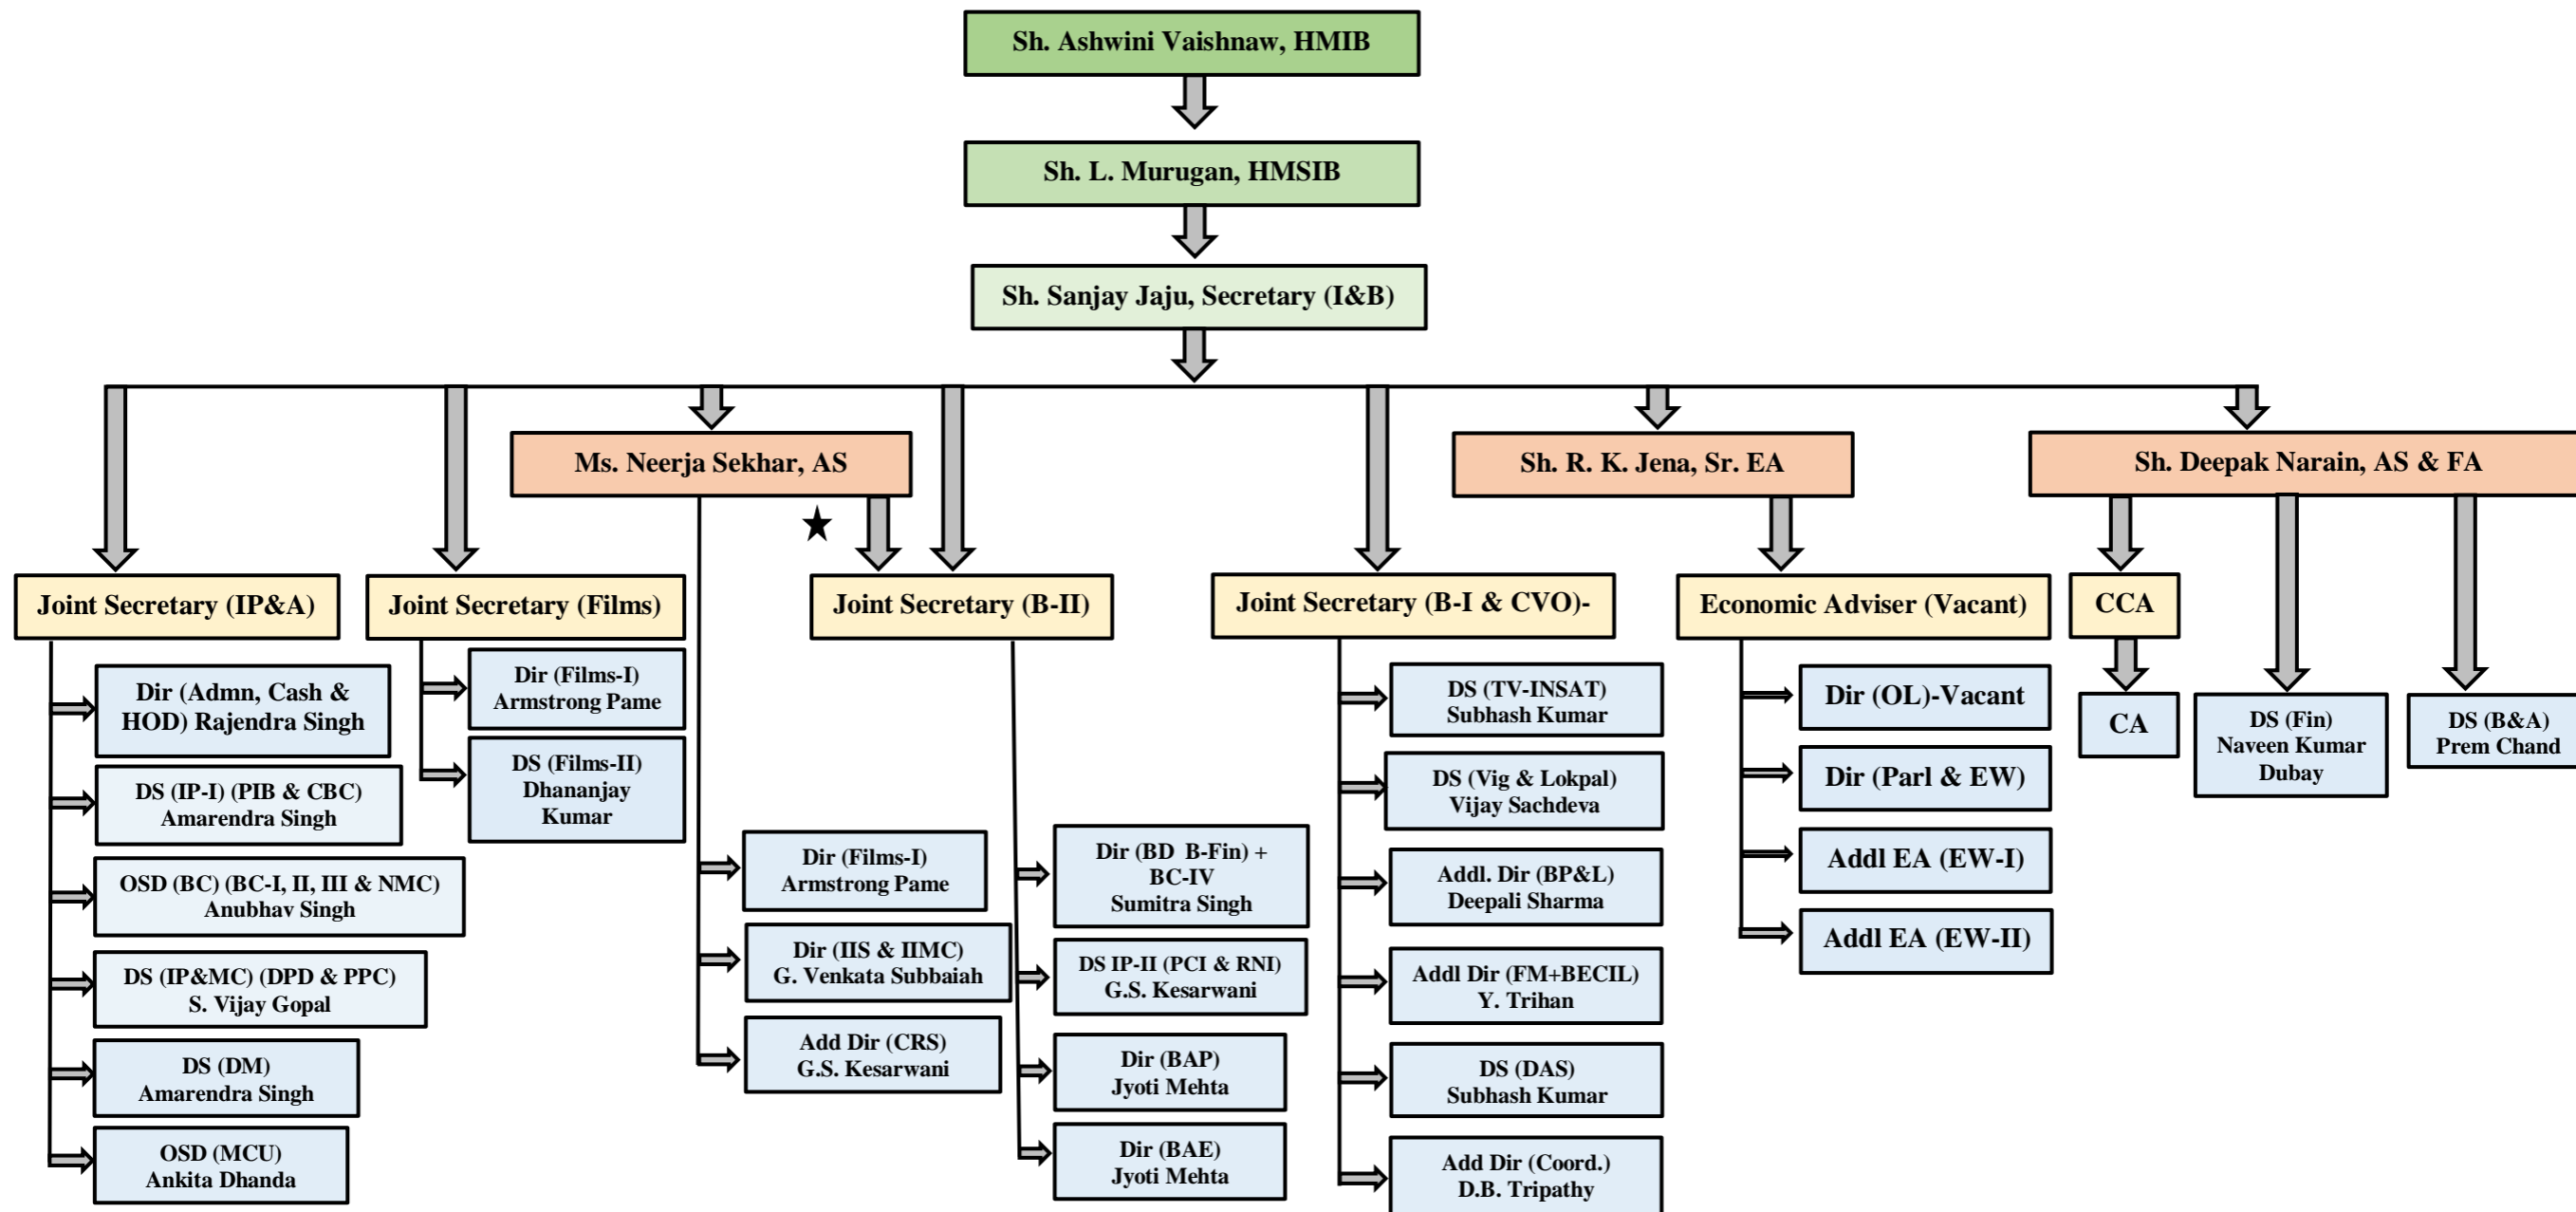 Sh. Ashwini Vaishnaw, HMIB
Sh. L. Murugan, HMSIB
Sh. Sanjay Jaju, Secretary (I&B)
Ms. Neerja Sekhar, AS
Sh. R. K. Jena, Sr. EA
Sh. Deepak Narain, AS & FA
Joint Secretary (IP&A)
Joint Secretary (Films)
Joint Secretary (B-II)
Joint Secretary (B-I & CVO)-
Economic Adviser (Vacant)
CCA
Dir (Admn, Cash &
HOD) Rajendra Singh
DS (IP-I) (PIB & CBC)
Amarendra Singh
OSD (BC) (BC-I, II, III & NMC)
Anubhav Singh
DS (IP&MC) (DPD & PPC)
S. Vijay Gopal
DS (DM)
Amarendra Singh
OSD (MCU)
Ankita Dhanda
Dir (Films-I)
Armstrong Pame
DS (Films-II)
Dhananjay
Kumar
Dir (Films-I)
Armstrong Pame
Dir (IIS & IIMC)
G. Venkata Subbaiah
Add Dir (CRS)
G.S. Kesarwani
Dir (BD  B-Fin) +
BC-IV
Sumitra Singh
DS IP-II (PCI & RNI)
G.S. Kesarwani
Dir (BAP)
Jyoti Mehta
Dir (BAE)
Jyoti Mehta
DS (TV-INSAT)
Subhash Kumar
DS (Vig & Lokpal)
Vijay Sachdeva
Addl. Dir (BP&L)
Deepali Sharma
Addl Dir (FM+BECIL)
Y. Trihan
DS (DAS)
Subhash Kumar
Add Dir (Coord.)
D.B. Tripathy
Dir (OL)-Vacant
Dir (Parl & EW)
Addl EA (EW-I)
Addl EA (EW-II)
CA
DS (Fin)
Naveen Kumar
Dubay
DS (B&A)
Prem Chand